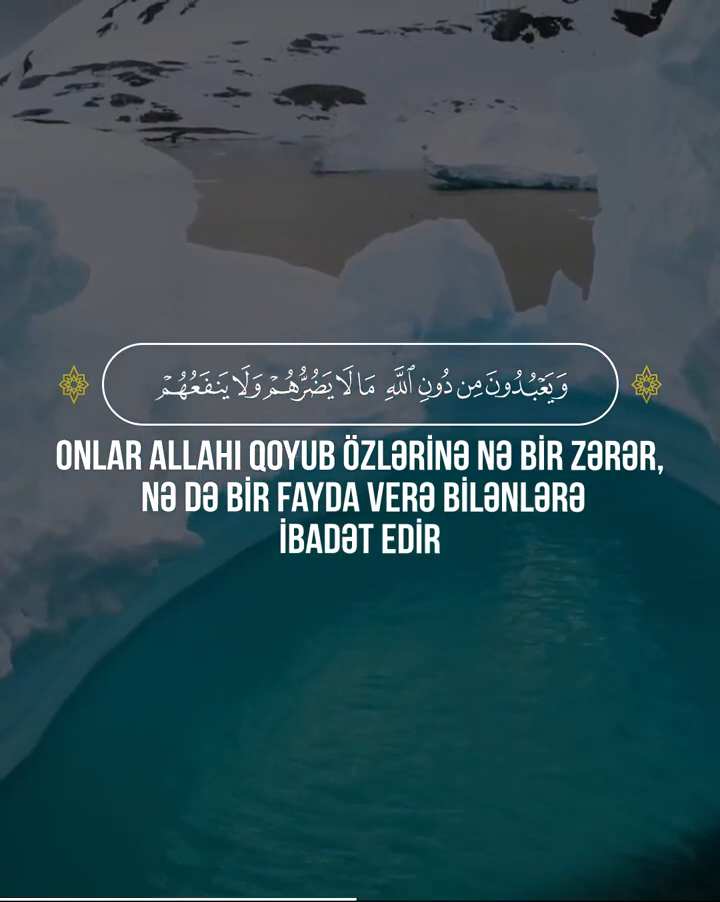 وَيَعْبُدُونَ مِن دُونِ ٱللَّهِ مَا لَا يَضُرُّهُمْ وَلَا يَنفَعُهُمْ
ONLAR ALLAHI QOYUB ÖZLƏRİNƏ NƏ BİR ZƏRƏR,
NƏ DƏ BİR FAYDA VERƏ BİLƏNLƏRƏ
İBADƏT EDİR